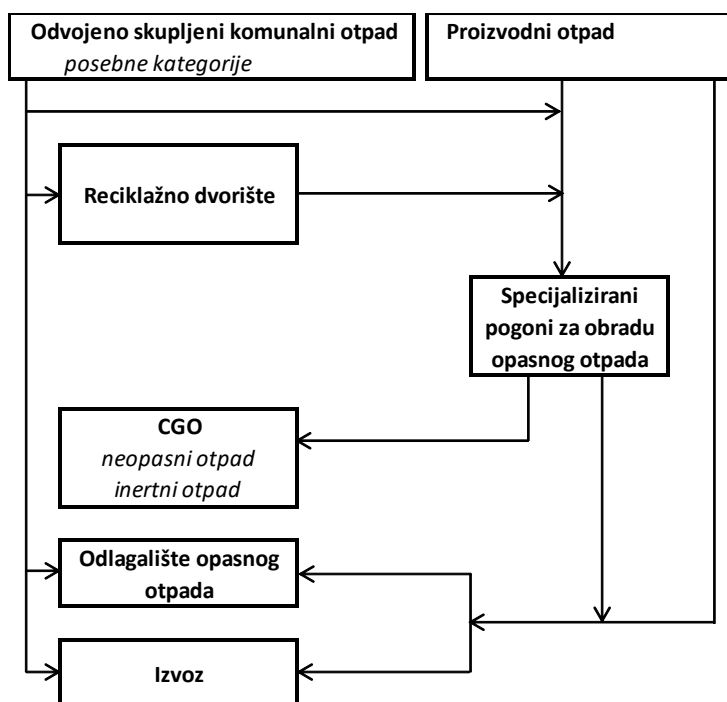 Odvojeno skupljeni komunalni otpad
posebne kategorije
Proizvodni otpad
Reciklažno dvorište
Specijalizirani
pogoni za obradu
opasnog otpada
CGO
neopasni otpad
inertni otpad
Odlagalište opasnog
otpada
Izvoz